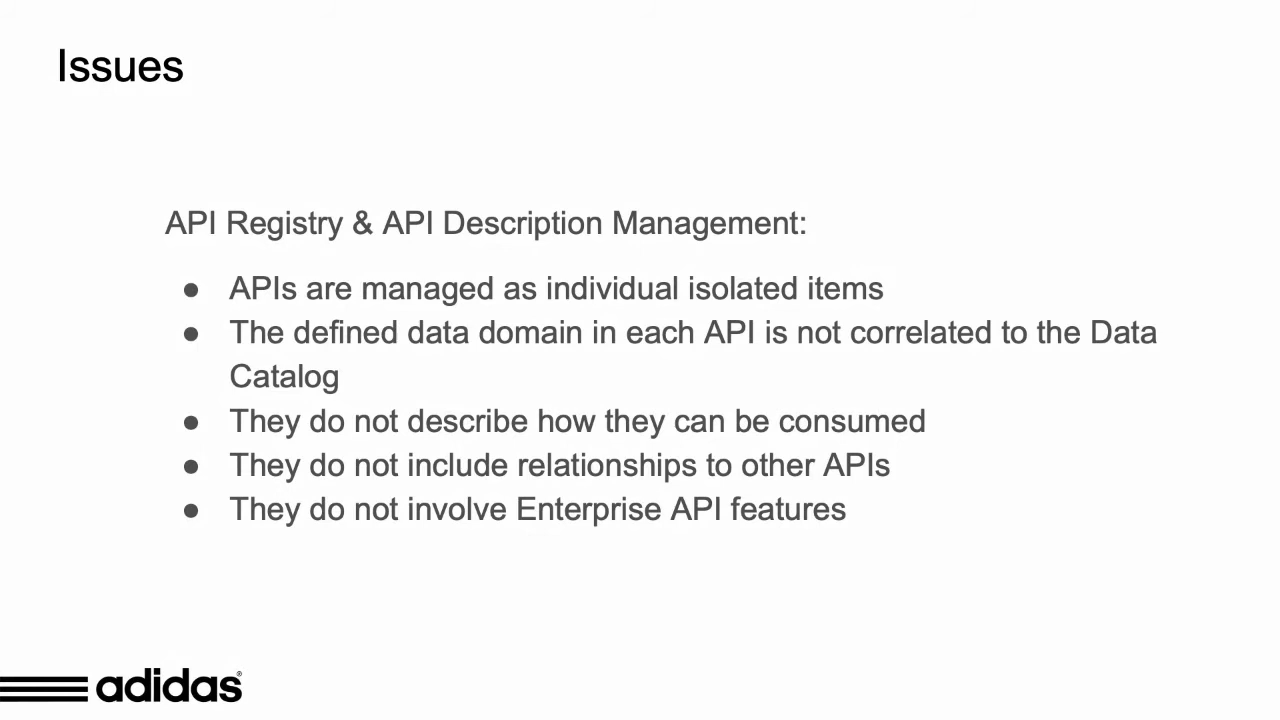 Issues
API Registry & API Description Management:
● APIs are managed as individual isolated items
● The defined data domain in each API is not correlated to the Data
Catalog
● They do not describe how they can be consumed
● They do not include relationships to other APIs
● They do not involve Enterprise API features
adidas®